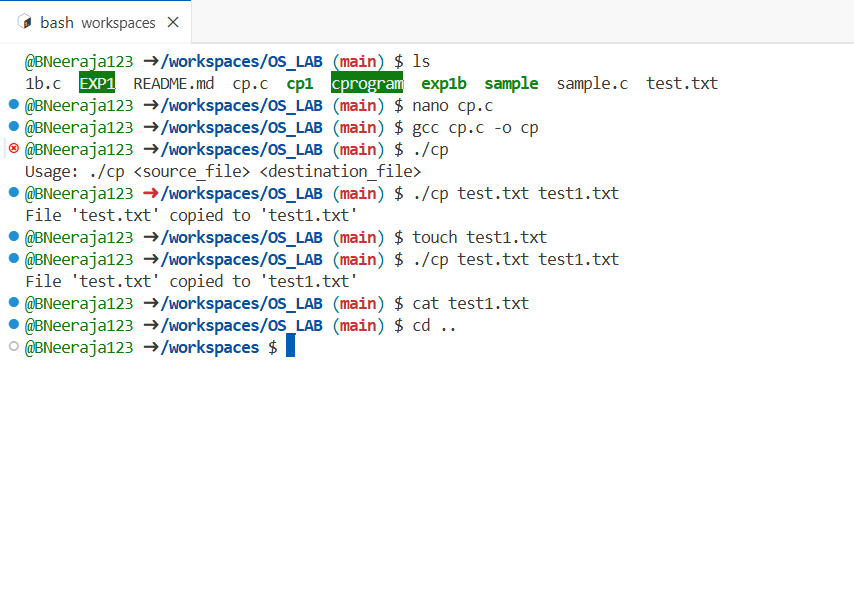 bash workspaces ×
@BNeeraja123 ➜/workspaces/OS_LAB (main) $ ls
1b.c EXP1 README.md cp.c cp1 cprogram exp1b sample sample.c test.txt
@BNeeraja123 ➜/workspaces/OS_LAB (main) $ nano cp.c
@BNeeraja123 ➜/workspaces/OS_LAB (main) $ gcc cp.c -o cp
@BNeeraja123 ➜/workspaces/OS_LAB (main) $ ./cp
Usage: ./cp <source_file> <destination_file>
@BNeeraja123 ➜/workspaces/OS_LAB (main) $ ./cp test.txt test1.txt
File 'test.txt' copied to 'test1.txt'
@BNeeraja123 ➜/workspaces/OS_LAB (main) $ touch test1.txt
@BNeeraja123 ➜/workspaces/OS_LAB (main) $ ./cp test.txt test1.txt
File 'test.txt' copied to 'test1.txt'
@BNeeraja123 ➜/workspaces/OS_LAB (main) $ cat test1.txt
@BNeeraja123 ➜/workspaces/OS_LAB (main) $ cd ..
@BNeeraja123 ➜/workspaces $